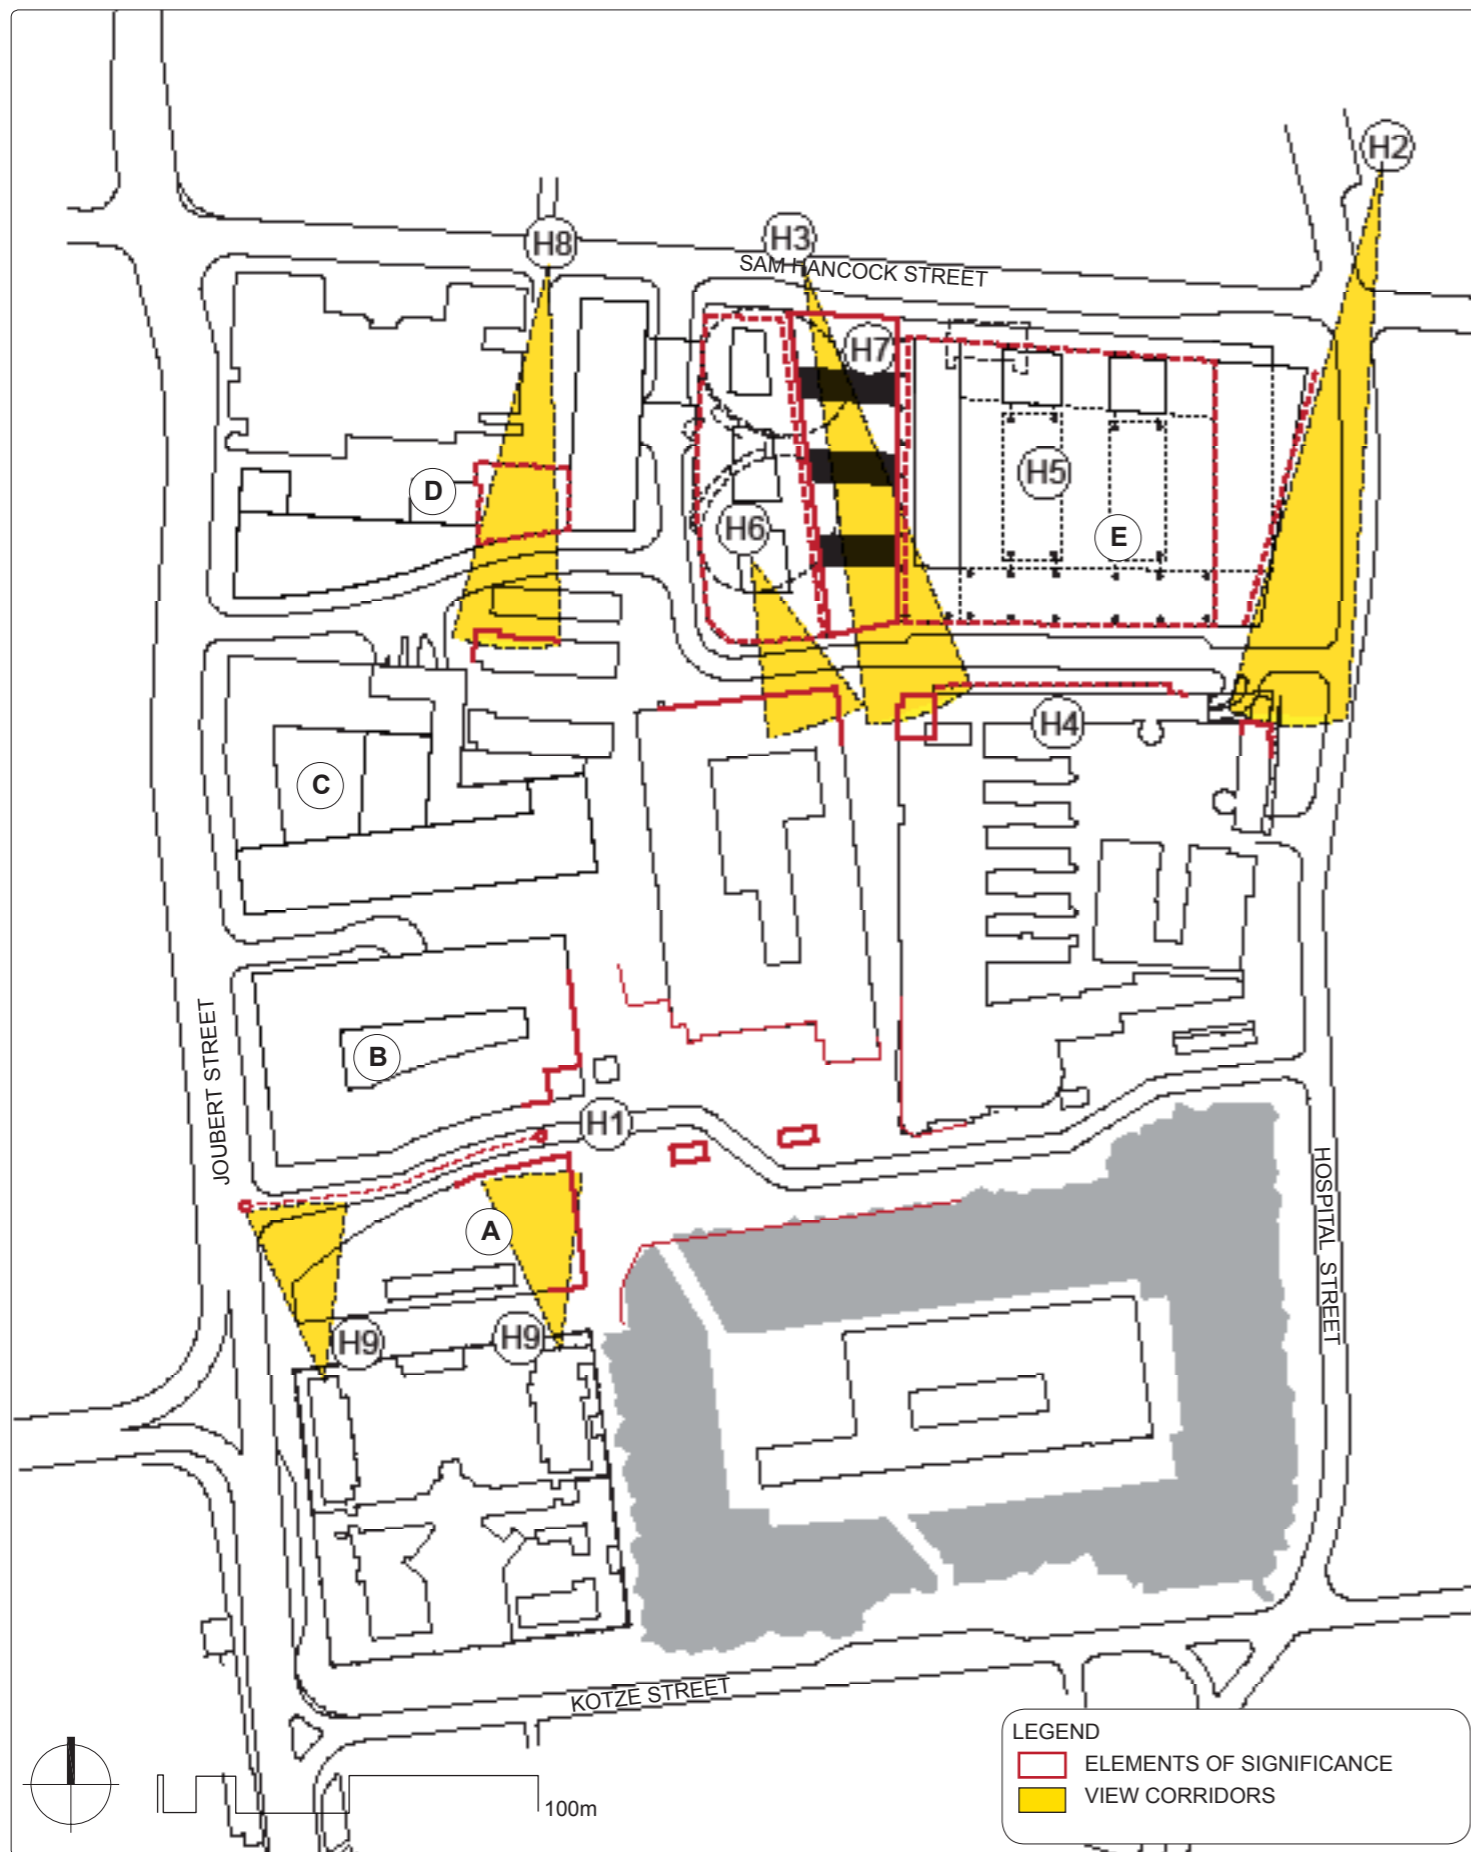 H2
H8
H3
SAM HANCOCK STREET
H7
D
H5
H6
E
H4
C
JOUBERT STREET
B
H1
HOSPITAL STREET
A
H9
H9
KOTZE STREET
LEGEND
ELEMENTS OF SIGNIFICANCE
VIEW CORRIDORS
100m